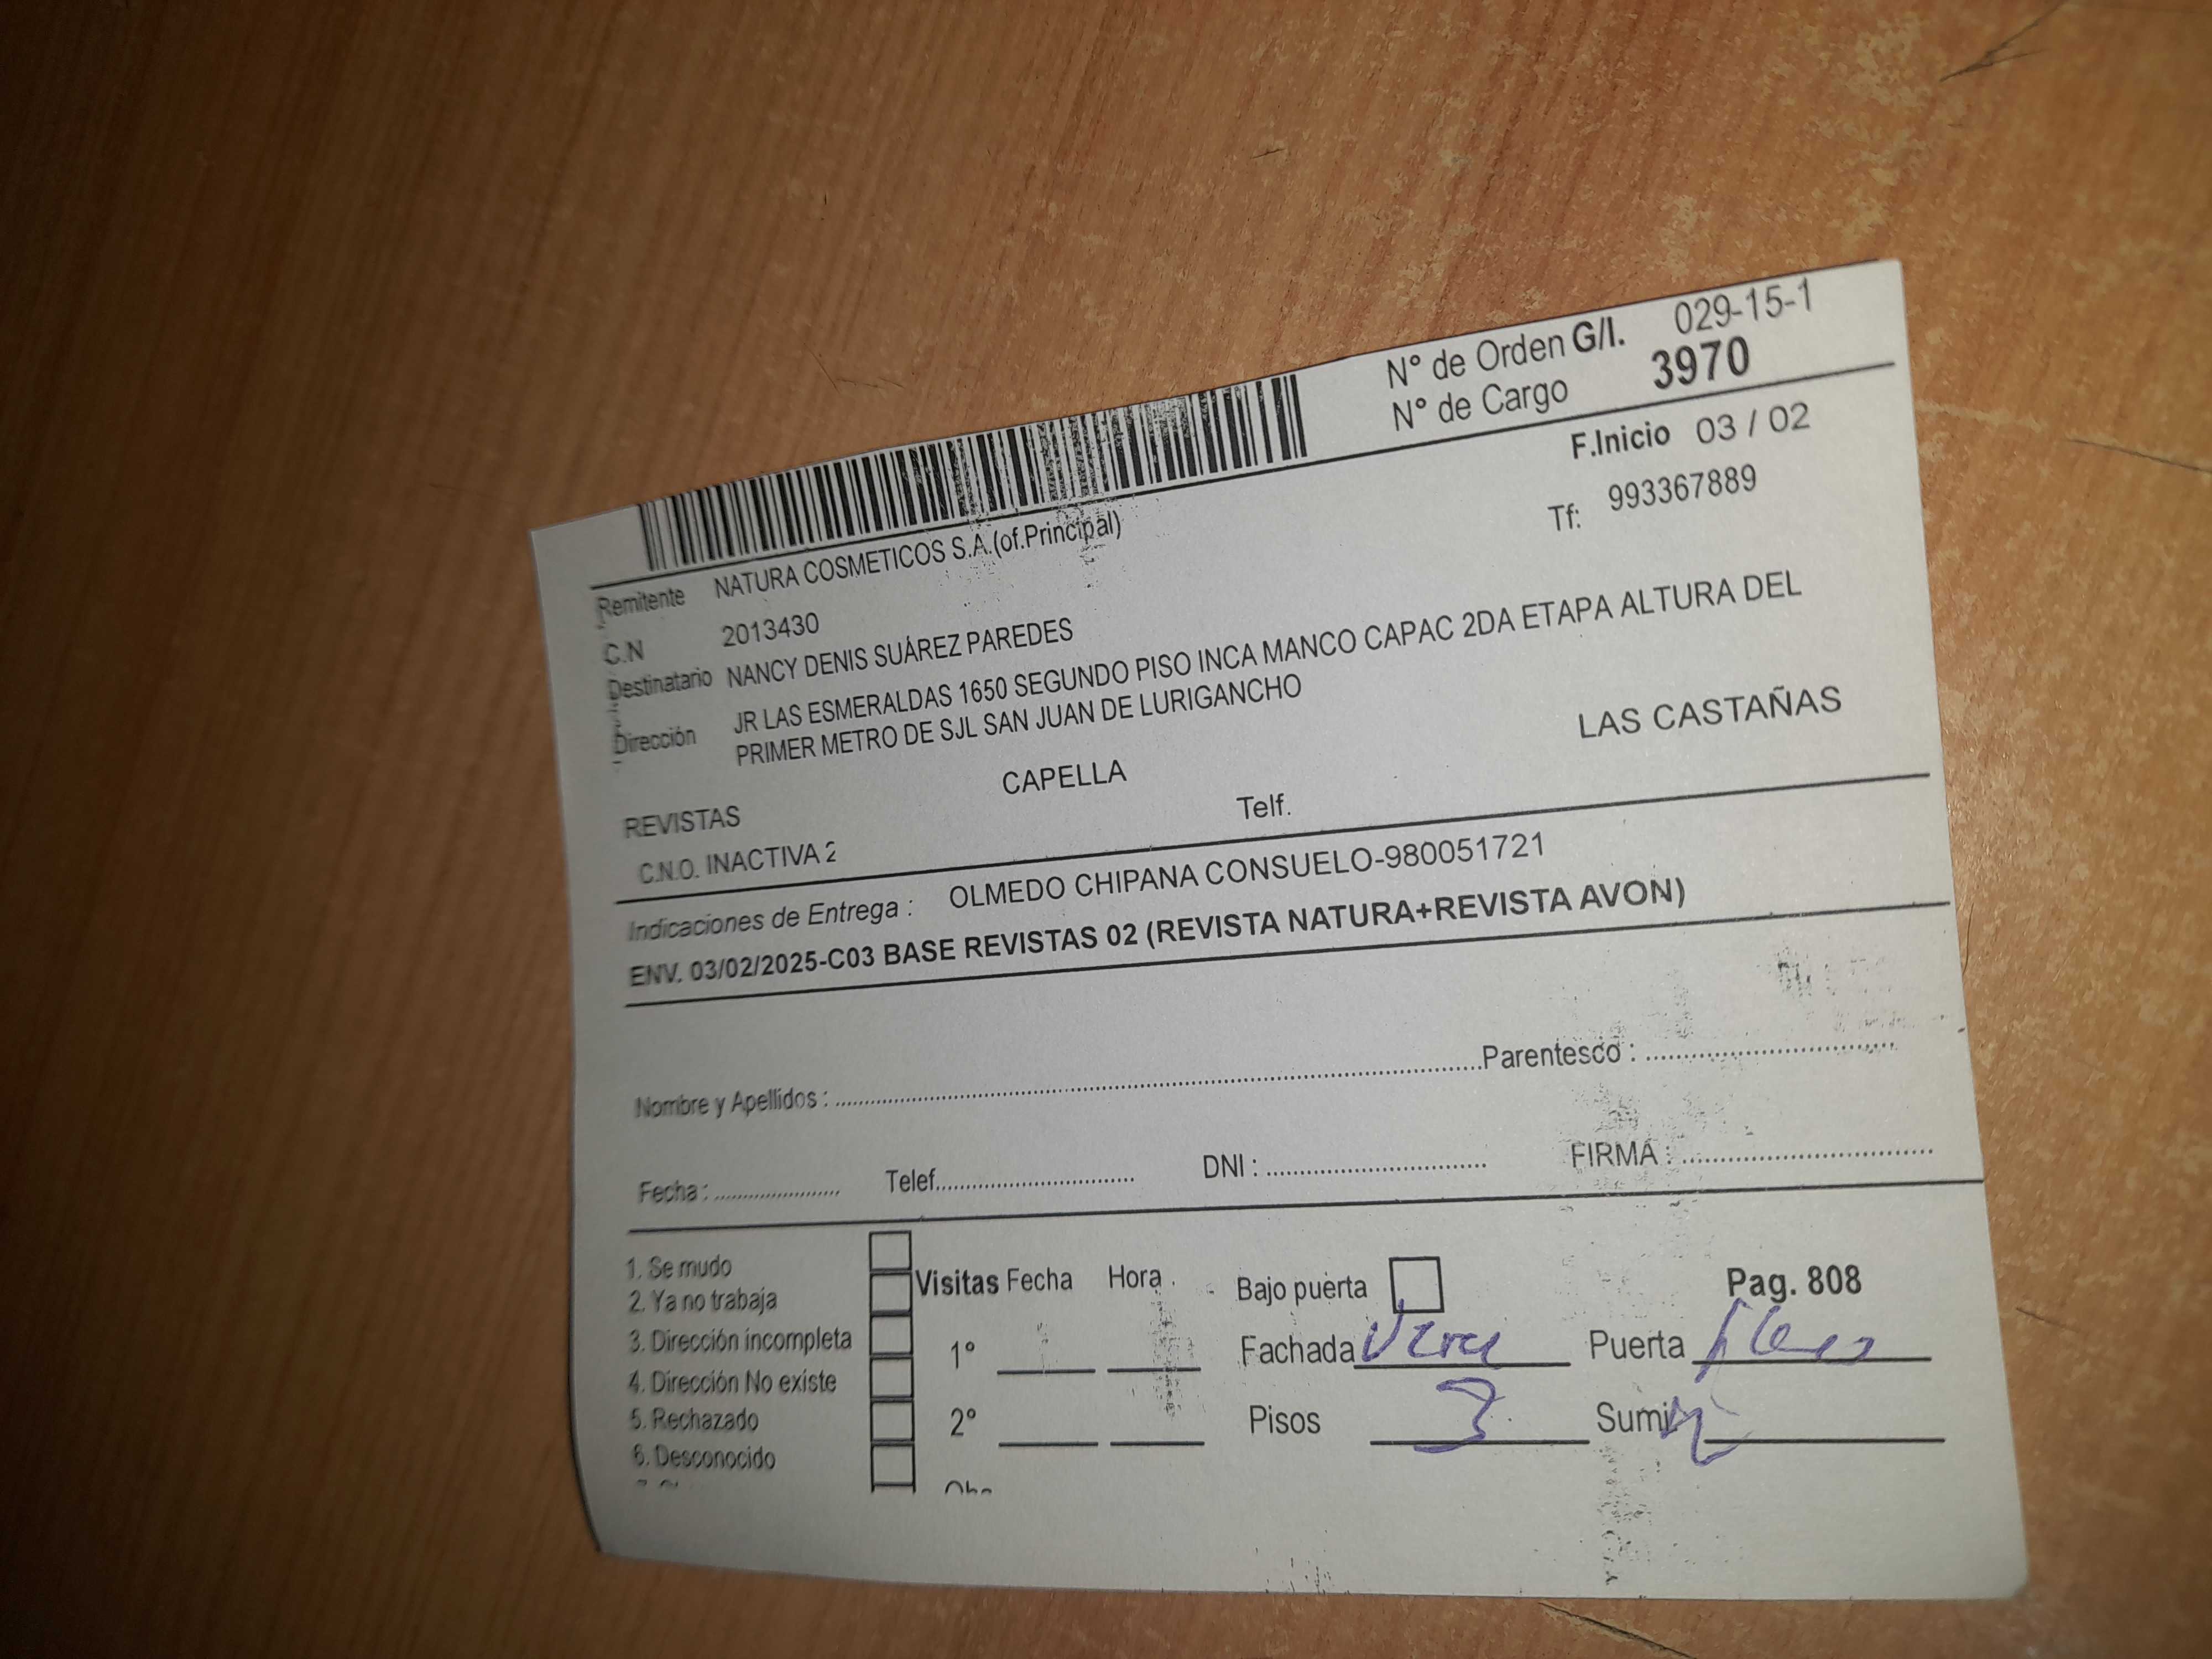 N° de Orden G/I. 029-15-1
N° de Cargo 3970
F.Inicio 03 / 02
Remitente NATURA COSMETICOS S.A.(of.Principal)
Tf: 993367889
C.N 2013430
Destinatario NANCY DENIS SUÁREZ PAREDES
Dirección JR LAS ESMERALDAS 1650 SEGUNDO PISO INCA MANCO CAPAC 2DA ETAPA ALTURA DEL
PRIMER METRO DE SJL SAN JUAN DE LURIGANCHO
REVISTAS CAPELLA LAS CASTAÑAS
C.N.O. INACTIVA 2 Telf.
Indicaciones de Entrega : OLMEDO CHIPANA CONSUELO-980051721
ENV. 03/02/2025-C03 BASE REVISTAS 02 (REVISTA NATURA+REVISTA AVON)
Nombre y Apellidos : Parentesco :
Fecha : Telef. DNI : FIRMA :
1. Se mudo
2. Ya no trabaja
3. Dirección incompleta
4. Dirección No existe
5. Rechazado
6. Desconocido
Visitas Fecha Hora Bajo puerta Pag. 808
1° Fachada Puerta
2° Pisos 3 Sumi